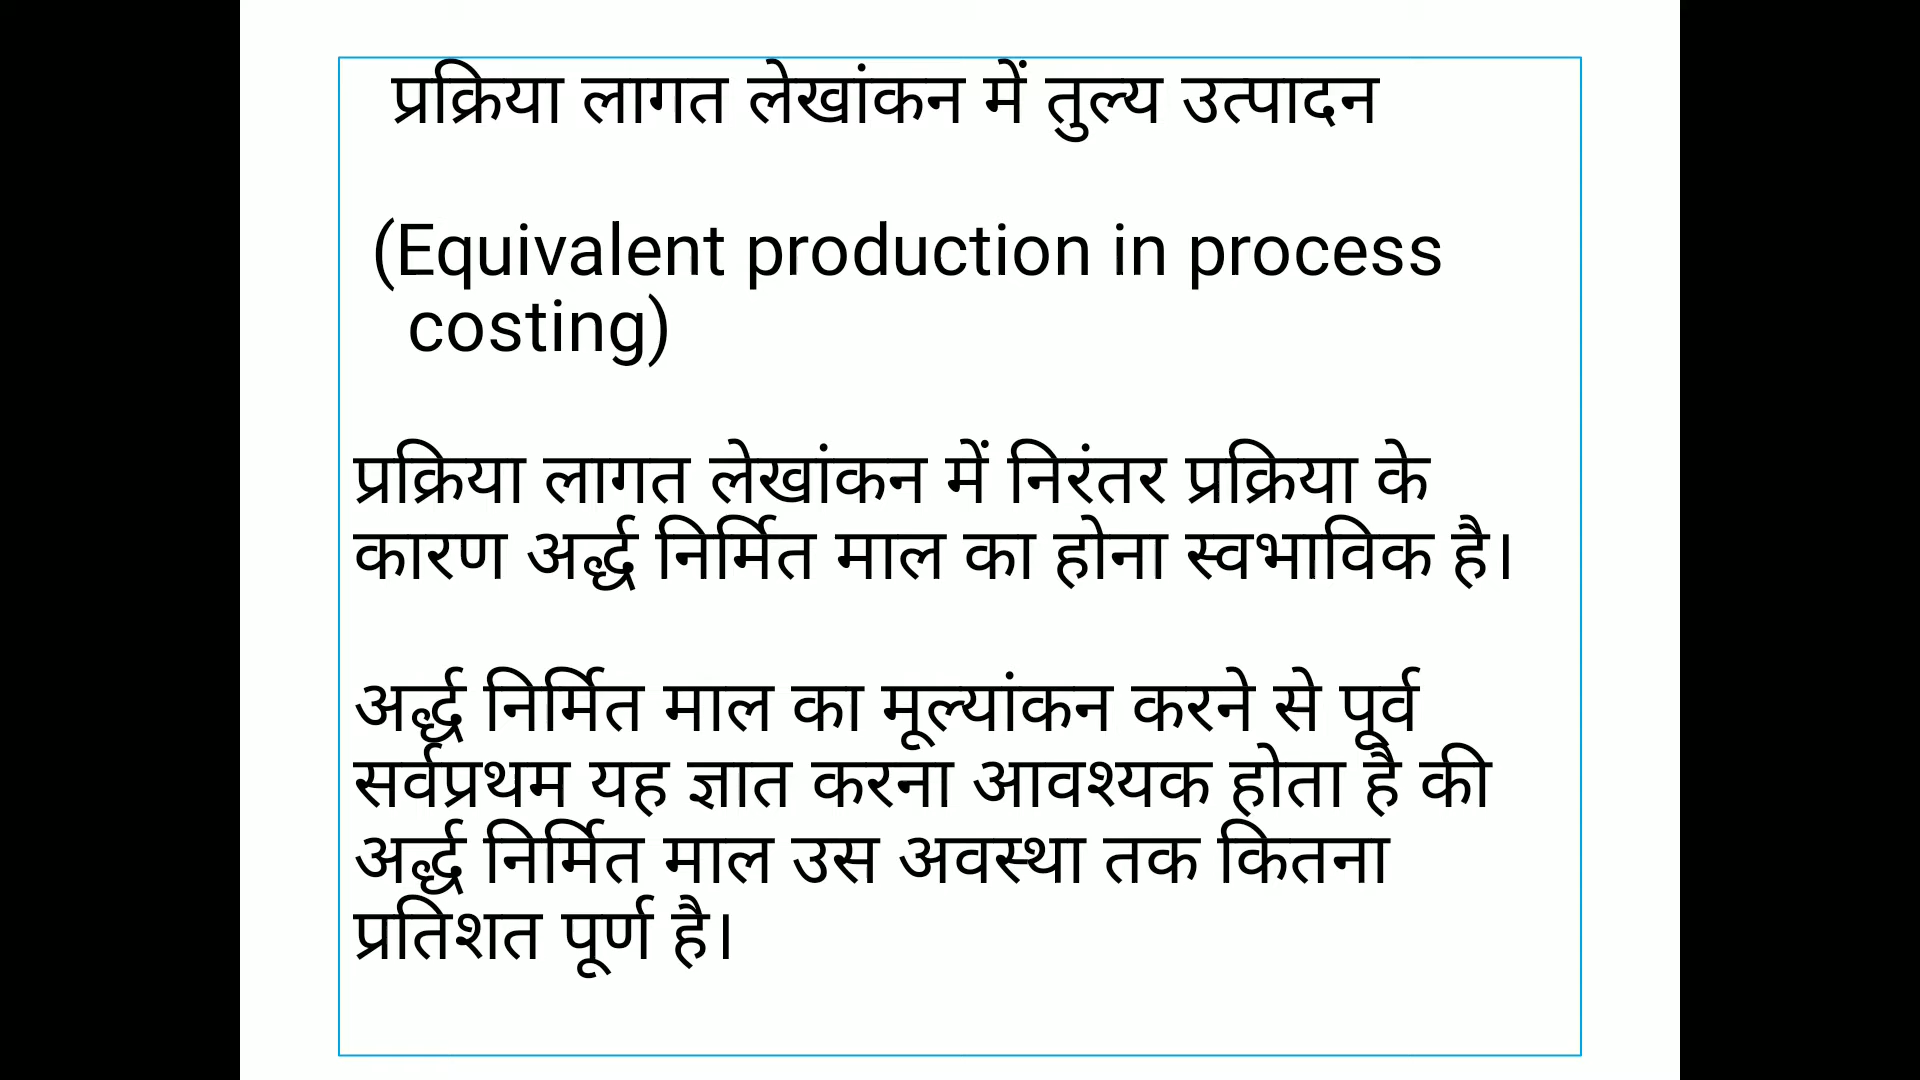 प्रक्रिया लागत लेखांकन में तुल्य उत्पादन
(Equivalent production in process
costing)
प्रक्रिया लागत लेखांकन में निरंतर प्रक्रिया के
कारण अर्द्ध निर्मित माल का होना स्वभाविक है।
अर्द्ध निर्मित माल का मूल्यांकन करने से पूर्व
सर्वप्रथम यह ज्ञात करना आवश्यक होता है की
अर्द्ध निर्मित माल उस अवस्था तक कितना
प्रतिशत पूर्ण है।